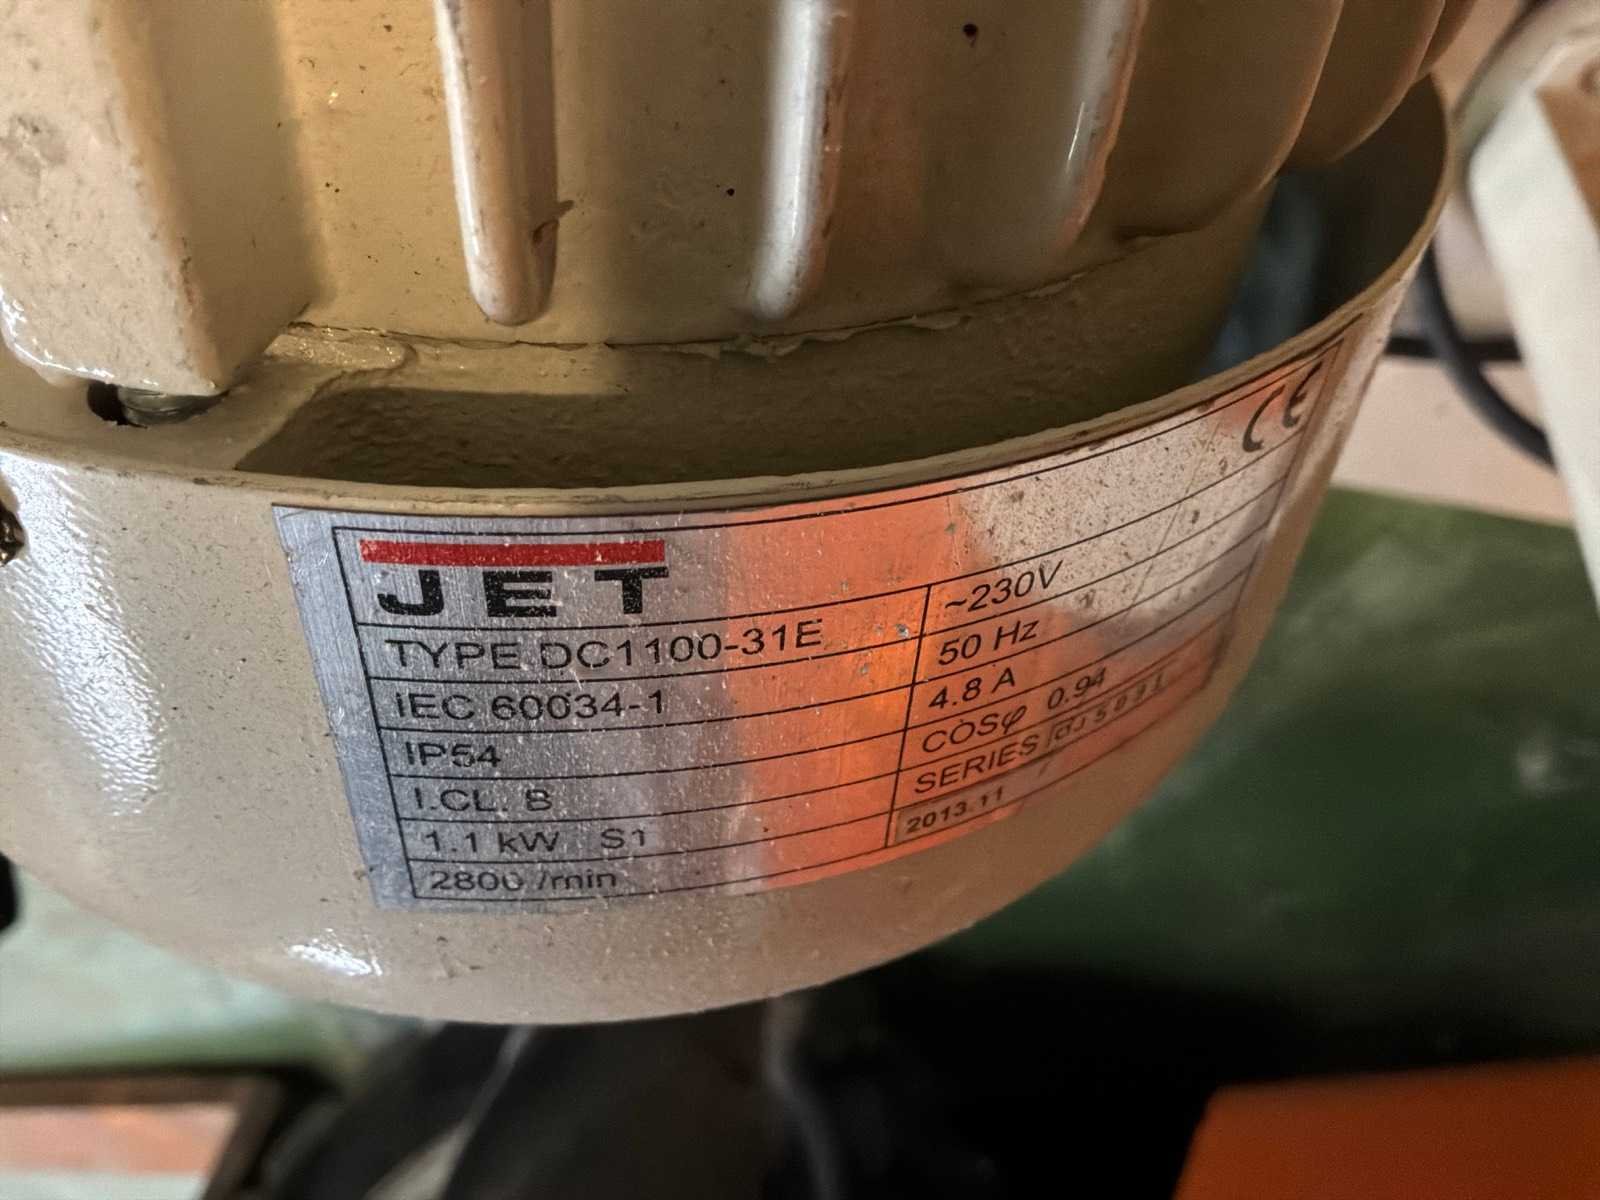 CE
JET
TYPE DC1100-31E
~230V
IEC 60034-1
50 Hz
IP54
4.8 A
I.CL. B
COSφ 0.94
1.1 kW S1
SERIES
2800 /min
2013.11